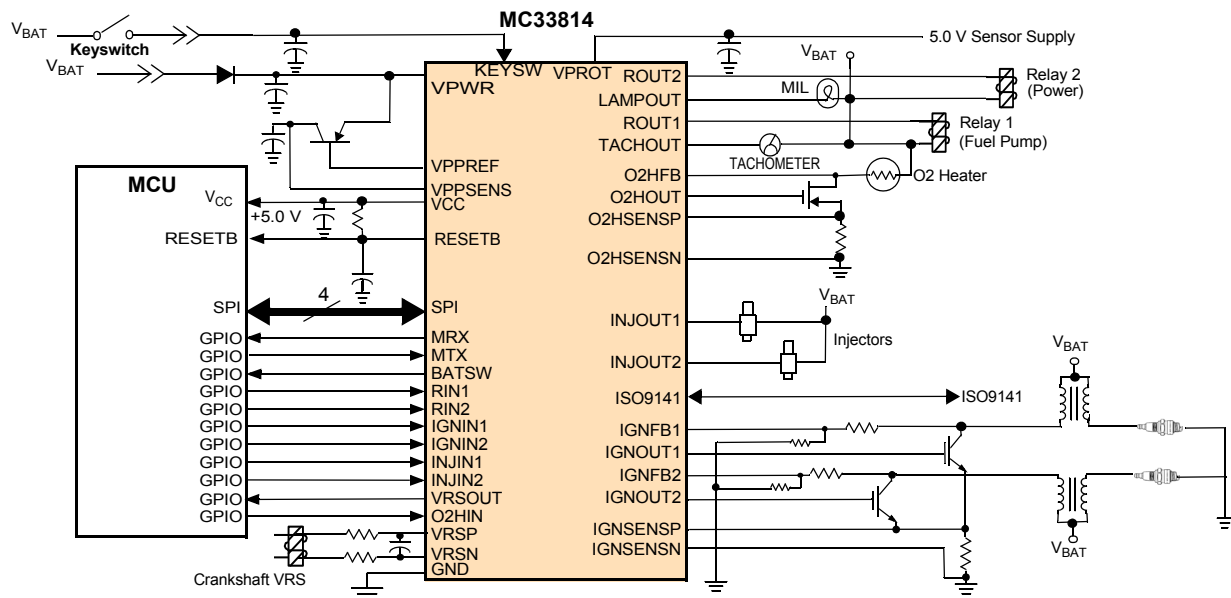 MC33814
VBAT
Keyswitch
VBAT
5.0 V Sensor Supply
KEYSW
VPROT
VPWR
VPPREF
VPPSENS
VCC
RESETB
SPI
MRX
MTX
BATSW
RIN1
RIN2
IGNIN1
IGNIN2
INJIN1
INJIN2
VRSOUT
O2HIN
VRSP
VRSN
GND
MCU
VCC
+5.0 V
RESETB
SPI
4
GPIO
GPIO
GPIO
GPIO
GPIO
GPIO
GPIO
GPIO
GPIO
GPIO
GPIO
Crankshaft VRS
ROUT2
LAMPOUT
ROUT1
TACHOUT
O2HFB
O2HOUT
O2HSENSP
O2HSENSN
INJOUT1
INJOUT2
ISO9141
IGNFB1
IGNOUT1
IGNFB2
IGNOUT2
IGNSENSP
IGNSENSN
VBAT
MIL
Relay 2
(Power)
Relay 1
(Fuel Pump)
TACHOMETER
O2 Heater
VBAT
Injectors
ISO9141
VBAT
VBAT